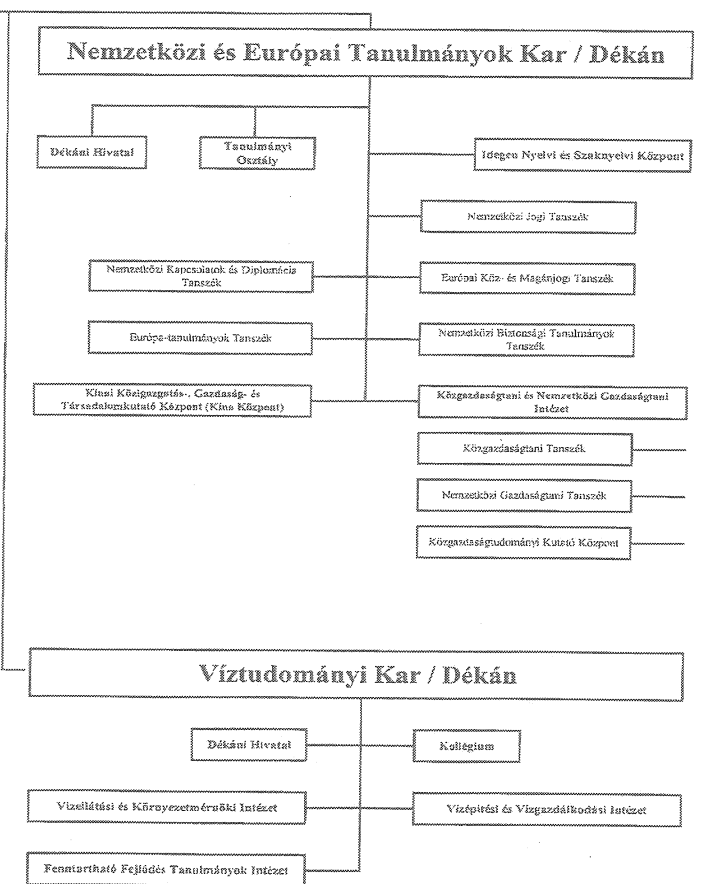 Nemzetközi és Európai Tanulmányok Kar / Dékán
Dékáni Hivatal
Tanulmányi
Osztály
Idegen Nyelvi és Szaknyelvi Központ
Nemzetközi Jogi Tanszék
Nemzetközi Kapcsolatok és Diplomácia
Tanszék
Európai Köz- és Magánjogi Tanszék
Európa-tanulmányok Tanszék
Nemzetközi Biztonsági Tanulmányok
Tanszék
Kínai Közigazgatás-, Gazdaság- és
Társadalomkutató Központ (Kína Központ)
Közgazdaságtani és Nemzetközi Gazdaságtani
Intézet
Közgazdaságtani Tanszék
Nemzetközi Gazdaságtani Tanszék
Közgazdaságtudományi Kutató Központ
Víztudományi Kar / Dékán
Dékáni Hivatal
Kollégium
Vízellátási és Környezetmérnöki Intézet
Vízépítési és Vízgazdálkodási Intézet
Fenntartható Fejlődés Tanulmányok Intézet